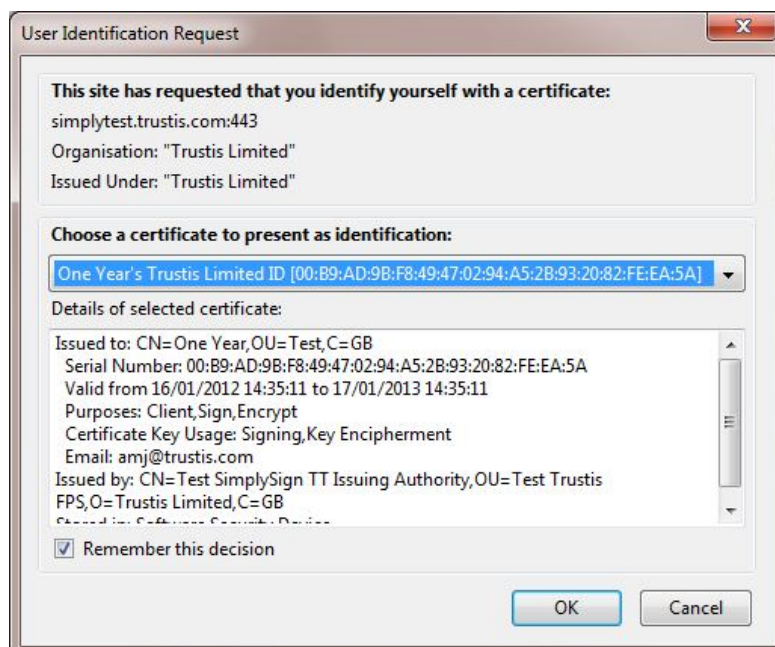 User Identification Request
This site has requested that you identify yourself with a certificate:
simplytest.trustis.com:443
Organisation: "Trustis Limited"
Issued Under: "Trustis Limited"
Choose a certificate to present as identification:
One Year's Trustis Limited ID [00:B9:AD:9B:F8:49:47:02:94:A5:2B:93:20:82:FE:EA:5A]
Details of selected certificate:
Issued to: CN=One Year,OU=Test,C=GB
Serial Number: 00:B9:AD:9B:F8:49:47:02:94:A5:2B:93:20:82:FE:EA:5A
Valid from 16/01/2012 14:35:11 to 17/01/2013 14:35:11
Purposes: Client,Sign,Encrypt
Certificate Key Usage: Signing,Key Encipherment
Email: amj@trustis.com
Issued by: CN=Test SimplySign TT Issuing Authority,OU=Test Trustis
FPS,O=Trustis Limited,C=GB
Stored in: Software Security Device
Remember this decision
OK
Cancel